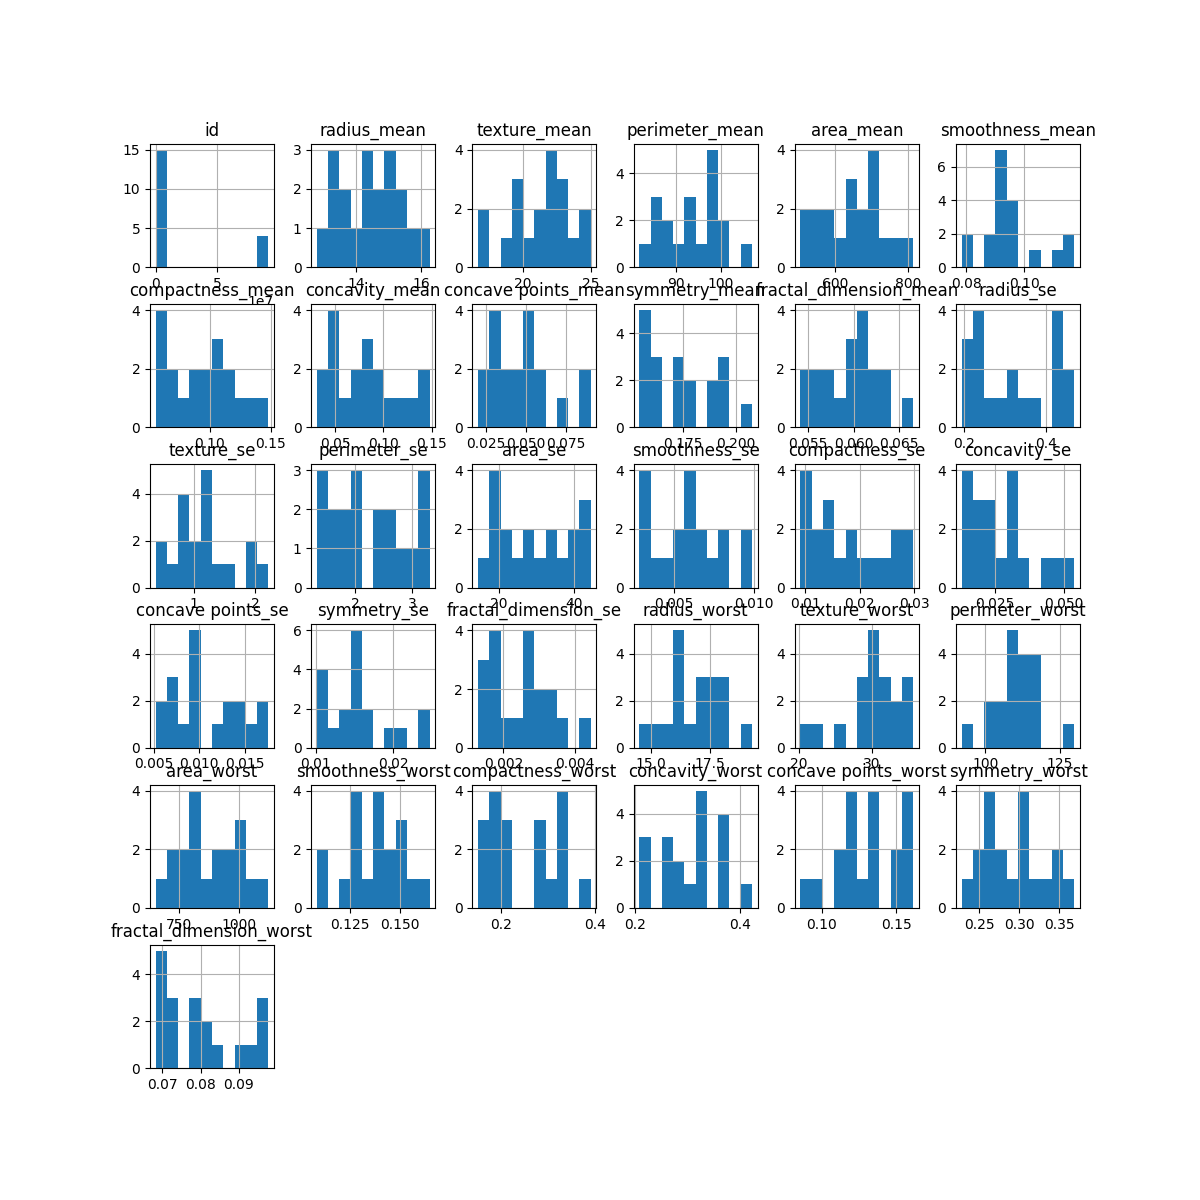 id radius_mean texture_mean perimeter_mean area_mean smoothness_mean
15 10 5 0 0 5 1e7
3 2 1 0 14 16
4 2 0 20 25
4 2 0 90 100
4 2 0 600 800
6 4 2 0 0.08 0.10
compactness_mean concavity_mean concave points_mean symmetry_mean fractal_dimension_mean radius_se
4 2 0 0.10 0.15
4 2 0 0.05 0.10 0.15
4 2 0 0.025 0.050 0.075
4 2 0 0.175 0.200
4 2 0 0.055 0.060 0.065
4 2 0 0.2 0.4
texture_se perimeter_se area_se smoothness_se compactness_se concavity_se
4 2 0 1 2
3 2 1 0 2 3
4 2 0 20 40
4 2 0 0.005 0.010
4 2 0 0.01 0.02 0.03
4 2 0 0.025 0.050
concave points_se symmetry_se fractal_dimension_se radius_worst texture_worst perimeter_worst
4 2 0 0.005 0.010 0.015
6 4 2 0 0.01 0.02
4 2 0 0.002 0.004
4 2 0 15.0 17.5
4 2 0 20 30
4 2 0 100 125
area_worst smoothness_worst compactness_worst concavity_worst concave points_worst symmetry_worst
4 2 0 750 1000
4 2 0 0.125 0.150
4 2 0 0.2 0.4
4 2 0 0.2 0.4
4 2 0 0.10 0.15
4 2 0 0.25 0.30 0.35
fractal_dimension_worst
4 2 0 0.07 0.08 0.09